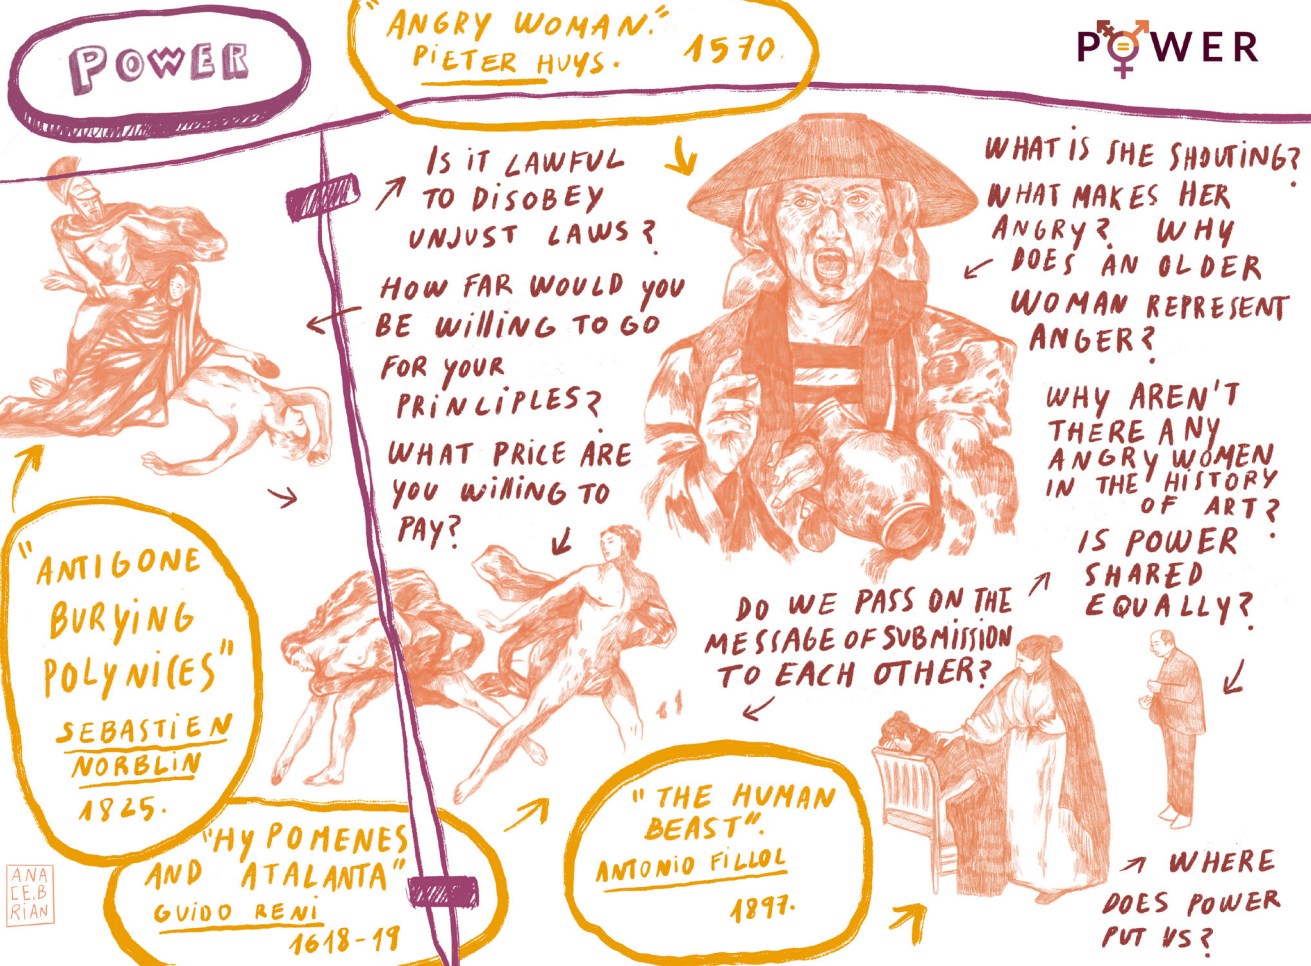 POWER
"ANGRY WOMAN."
PIETER HUYS. 1570.
POWER
IS IT LAWFUL
TO DISOBEY
UNJUST LAWS?
HOW FAR WOULD YOU
BE WILLING TO GO
FOR YOUR
PRINCIPLES?
WHAT PRICE ARE
YOU WILLING TO
PAY?
WHAT IS SHE SHOUTING?
WHAT MAKES HER
ANGRY? WHY
DOES AN OLDER
WOMAN REPRESENT
ANGER?
WHY AREN'T
THERE ANY
ANGRY WOMEN
IN THE HISTORY
OF ART?
IS POWER
SHARED
EQUALLY?
DO WE PASS ON THE
MESSAGE OF SUBMISSION
TO EACH OTHER?
"ANTIGONE
BURYING
POLYNICES"
SEBASTIEN
NORBLIN
1825.
"HYPOMENES
AND ATALANTA"
GUIDO RENI
1618-19
"THE HUMAN
BEAST".
ANTONIO FILLOL
1897.
WHERE
DOES POWER
PUT US?
ANA
CEB
RIAN